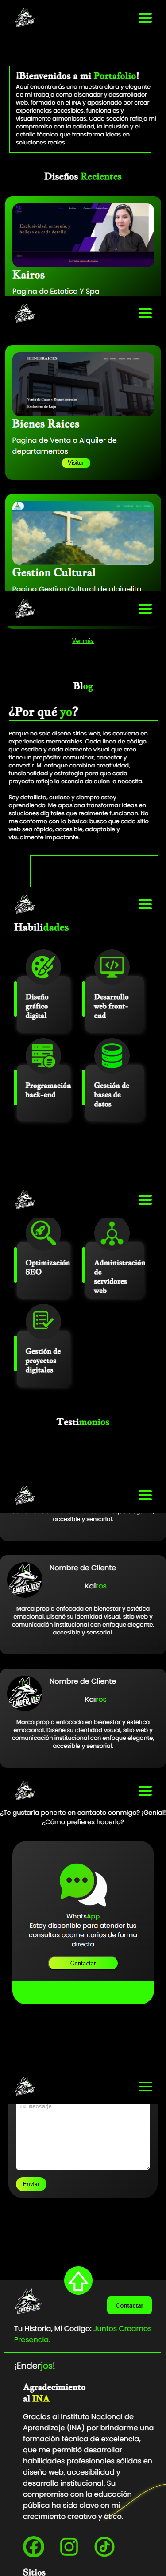 ENDERJOS
¡Bienvenidos a mi Portafolio!
Aquí encontrarás una muestra clara y elegante
de mi trabajo como diseñador y desarrollador
web, formado en el INA y apasionado por crear
experiencias accesibles, funcionales y
visualmente armoniosas. Cada sección refleja mi
compromiso con la calidad, la inclusión y el
detalle técnico que transforma ideas en
soluciones reales.
Diseños Recientes
Exclusividad, armonía, y
belleza en cada detalle
Kairos
Pagina de Estetica Y Spa
ENDERJOS
BIENESRAICES
Venta de Casas y Departamentos
Exclusivos de Lujo
Bienes Raices
Pagina de Venta o Alquiler de
departamentos
Visitar
Gestion Cultural
Pagina Gestion Cultural de alajuelita
ENDERJOS
Ver más
Blog
¿Por qué yo?
Porque no solo diseño sitios web, los convierto en
experiencias memorables. Cada línea de código
que escribo y cada elemento visual que creo
tiene un propósito: comunicar, conectar y
convertir. Mi enfoque combina creatividad,
funcionalidad y estrategia para que cada
proyecto refleje la esencia de quien lo necesita.
Soy detallista, curioso y siempre estoy
aprendiendo. Me apasiona transformar ideas en
soluciones digitales que realmente funcionan. No
me conformo con lo básico: busco que cada sitio
web sea rápido, accesible, adaptable y
visualmente impactante.
ENDERJOS
Habilidades
Diseño
gráfico
digital
Desarrollo
web front-
end
Programación
back-end
Gestión de
bases de
datos
ENDERJOS
Optimización
SEO
Administración
de
servidores
web
Gestión de
proyectos
digitales
Testimonios
ENDERJOS
accesible y sensorial.
ENDERJOS
Nombre de Cliente
Kairos
Marca propia enfocada en bienestar y estética
emocional. Diseñé su identidad visual, sitio web y
comunicación institucional con enfoque elegante,
accesible y sensorial.
ENDERJOS
Nombre de Cliente
Kairos
Marca propia enfocada en bienestar y estética
emocional. Diseñé su identidad visual, sitio web y
comunicación institucional con enfoque elegante,
accesible y sensorial.
ENDERJOS
¿Te gustaría ponerte en contacto conmigo? ¡Genial!
¿Cómo prefieres hacerlo?
WhatsApp
Estoy disponible para atender tus
consultas ocomentarios de forma
directa
Contactar
ENDERJOS
Tu mensaje
Enviar
ENDERJOS
Contactar
Tu Historia, Mi Codigo: Juntos Creamos
Presencia.
¡Enderjos!
Agradecimiento
al INA
Gracias al Instituto Nacional de
Aprendizaje (INA) por brindarme una
formación técnica de excelencia,
que me permitió desarrollar
habilidades profesionales sólidas en
diseño web, accesibilidad y
desarrollo institucional. Su
compromiso con la educación
pública ha sido clave en mi
crecimiento creativo y ético.
Sitios